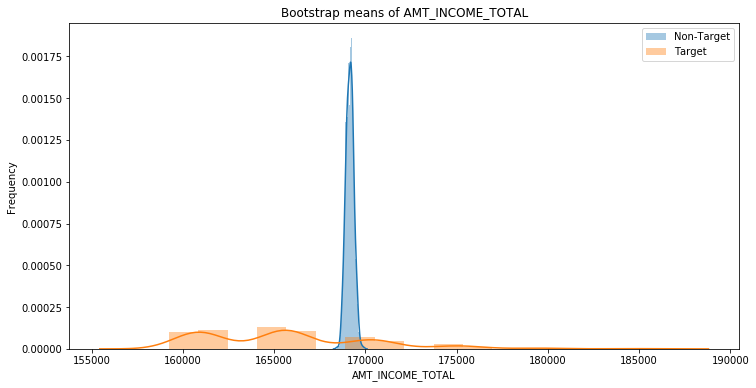 Bootstrap means of AMT_INCOME_TOTAL
Non-Target
Target
0.00175
0.00150
0.00125
0.00100
0.00075
0.00050
0.00025
0.00000
Frequency
155000 160000 165000 170000 175000 180000 185000 190000
AMT_INCOME_TOTAL